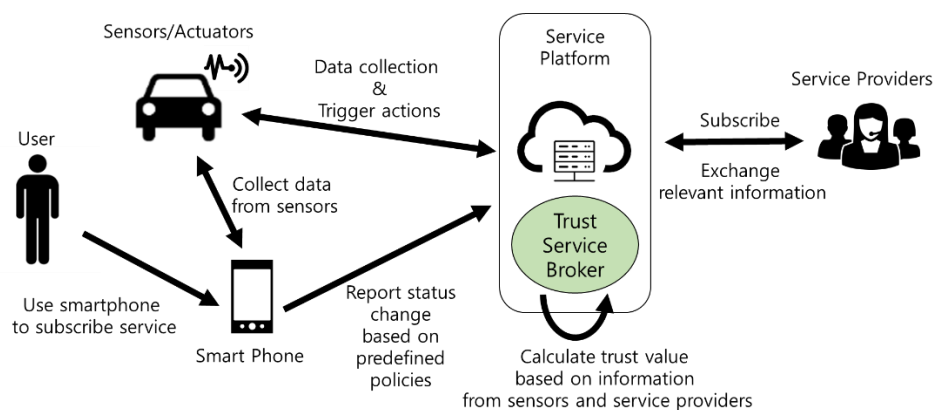 Sensors/Actuators
Data collection
&
Trigger actions
Service
Platform
Service Providers
Subscribe
Exchange
relevant information
User
Collect data
from sensors
Trust
Service
Broker
Use smartphone
to subscribe service
Smart Phone
Report status
change
based on
predefined
policies
Calculate trust value
based on information
from sensors and service providers